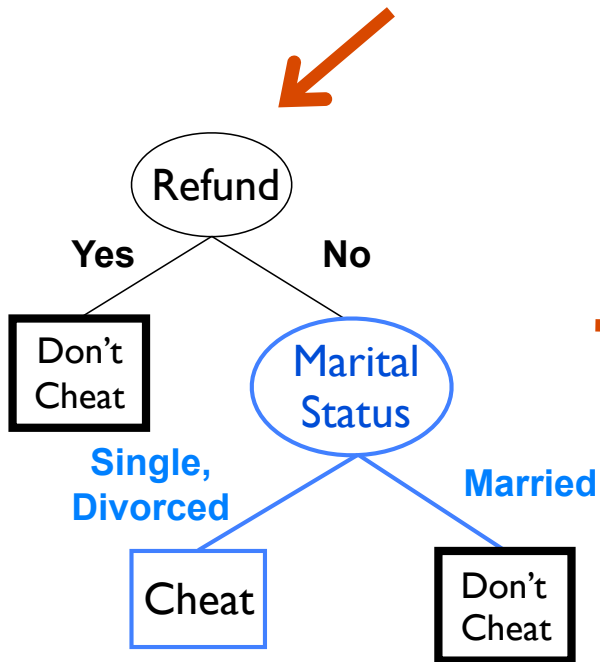 Refund
Yes
No
Don't
Cheat
Marital
Status
Single,
Divorced
Married
Cheat
Don't
Cheat